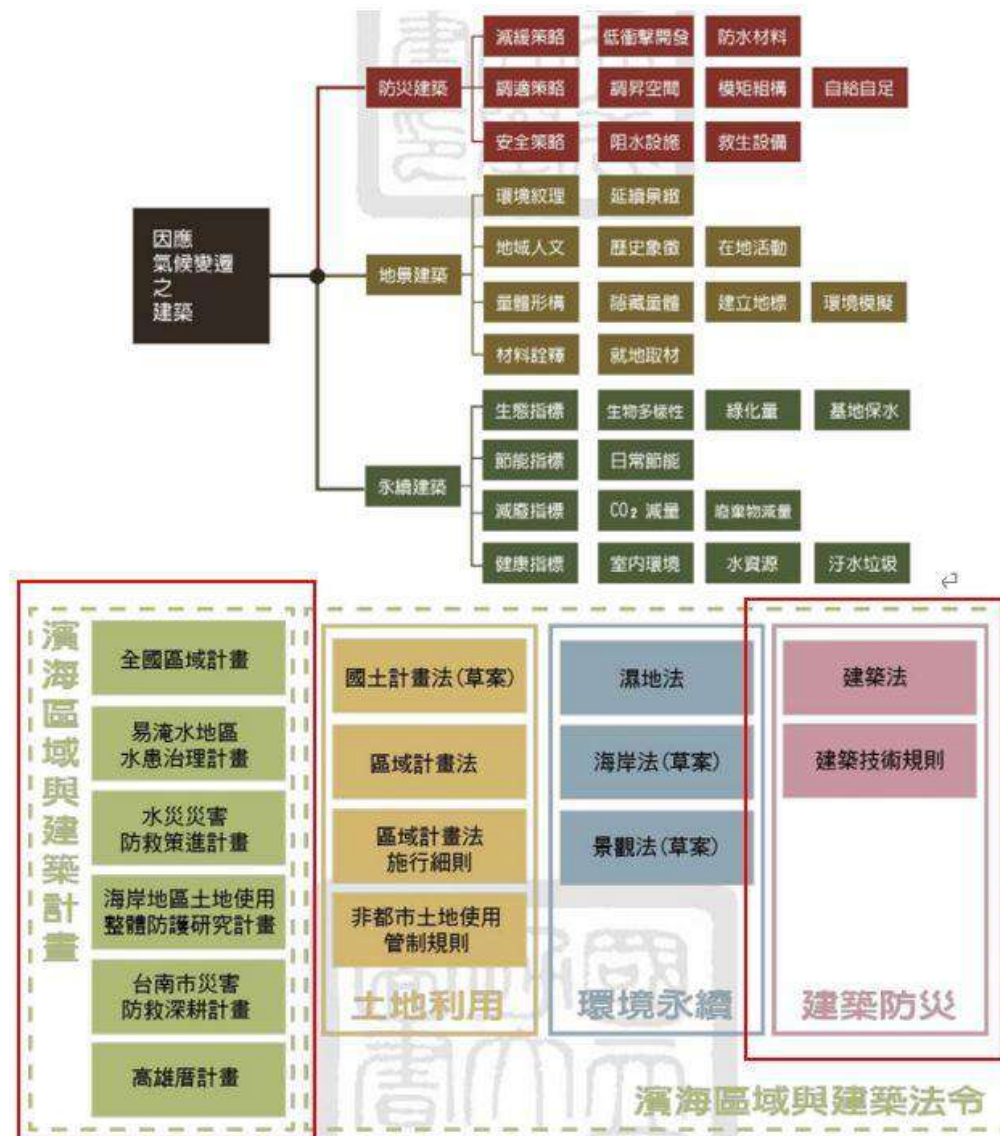 因應
氣候變遷
之
建築
防災建築
減緩策略 低衝擊開發 防水材料
調適策略 調昇空間 模矩組構 自給自足
安全策略 阻水設施 救生設備
地景建築
環境紋理 延續景緻
地域人文 歷史象徵 在地活動
量體形構 隱藏量體 建立地標 環境模擬
材料詮釋 就地取材
永續建築
生態指標 生物多樣性 綠化量 基地保水
節能指標 日常節能
減廢指標 CO₂ 減量 廢棄物減量
健康指標 室內環境 水資源 汙水垃圾
濱海區域與建築計畫
全國區域計畫
易淹水地區
水患治理計畫
水災災害
防救策進計畫
海岸地區土地使用
整體防護研究計畫
台南市災害
防救深耕計畫
高雄厝計畫
國土計畫法(草案)
區域計畫法
區域計畫法
施行細則
非都市土地使用
管制規則
土地利用
濕地法
海岸法(草案)
景觀法(草案)
環境永續
建築法
建築技術規則
建築防災
濱海區域與建築法令